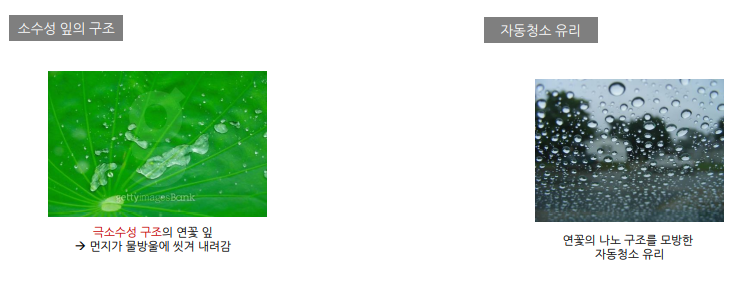 소수성 잎의 구조
자동청소 유리
gettyimagesBank
극소수성 구조의 연꽃 잎
→ 먼지가 물방울에 씻겨 내려감
연꽃의 나노 구조를 모방한
자동청소 유리